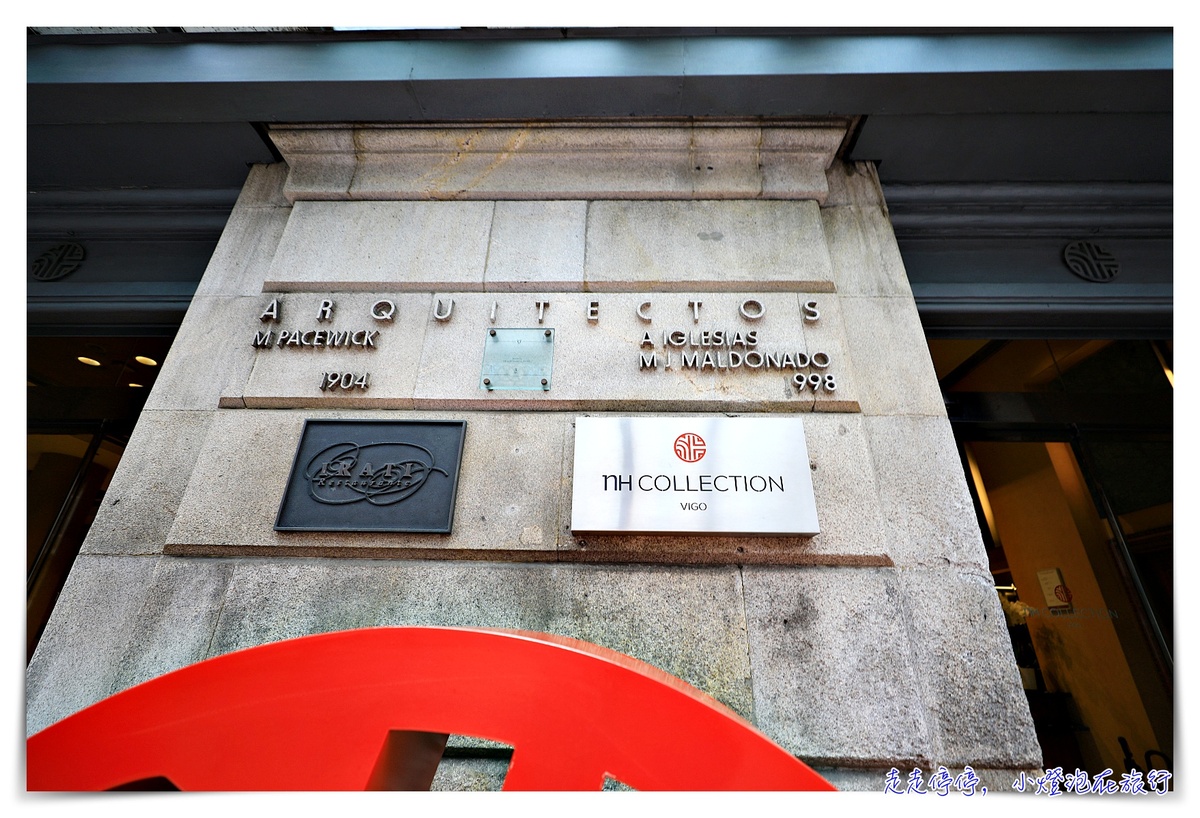 ARQUITECTOS
M. PACEWICK
1904
A IGLESIAS
M J MALDONADO
998
IRATI
Restaurante
nH COLLECTION
VIGO
走走停停, 小燈泡在旅行